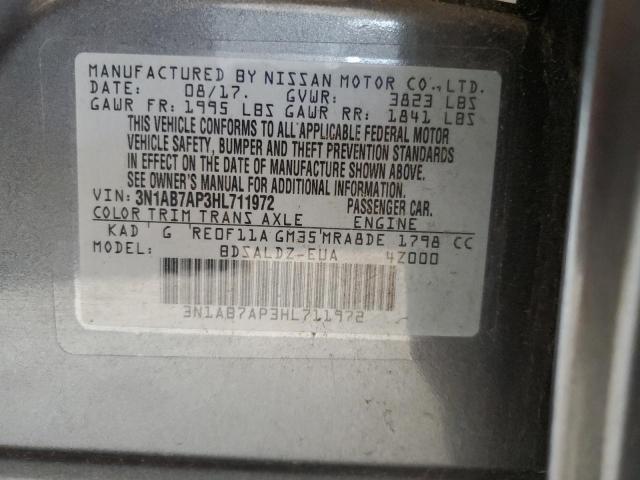 MANUFACTURED BY NISSAN MOTOR CO., LTD.
DATE: 08/17. GVWR: 3823 LBS
GAWR FR: 1995 LBS GAWR RR: 1841 LBS
THIS VEHICLE CONFORMS TO ALL APPLICABLE FEDERAL MOTOR
VEHICLE SAFETY, BUMPER AND THEFT PREVENTION STANDARDS
IN EFFECT ON THE DATE OF MANUFACTURE SHOWN ABOVE.
SEE OWNER'S MANUAL FOR ADDITIONAL INFORMATION.
VIN: 3N1AB7AP3HL711972 PASSENGER CAR.
COLOR TRIM TRANS AXLE ENGINE
KAD G RE0F11A GM35 MRA8DE 1798 CC
MODEL: BDSALDZ-EUA 4Z000
3N1AB7AP3HL711972